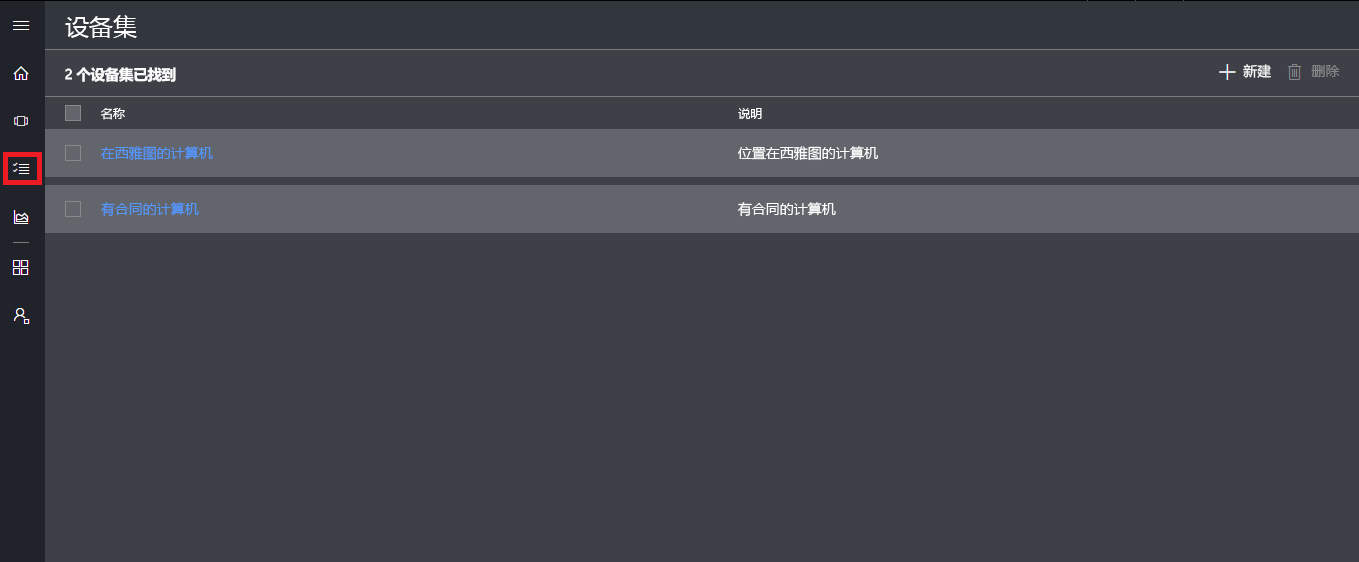 设备集
2 个设备集已找到
新建 删除
名称 说明
在西雅图的计算机 位置在西雅图的计算机
有合同的计算机 有合同的计算机